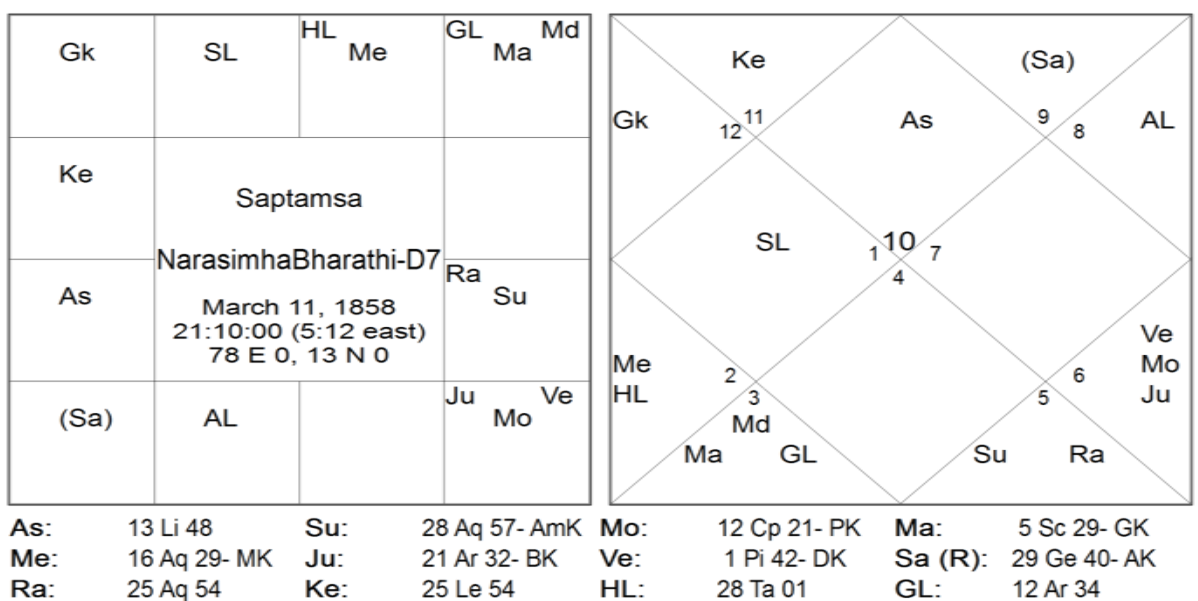 Gk SL HL Me GL Md Ma
Ke
Saptamsa
NarasimhaBharathi-D7
As
March 11, 1858
21:10:00 (5:12 east)
78 E 0, 13 N 0
Ra Su
(Sa) AL Ju Ve Mo
Ke (Sa)
Gk 12 11 As 9 8 AL
SL 1 10 7
4
Me HL 2 3 Md Ma GL
5 6 Ve Mo Ju
Su Ra
As: 13 Li 48 Su: 28 Aq 57- AmK Mo: 12 Cp 21- PK Ma: 5 Sc 29- GK
Me: 16 Aq 29- MK Ju: 21 Ar 32- BK Ve: 1 Pi 42- DK Sa (R): 29 Ge 40- AK
Ra: 25 Aq 54 Ke: 25 Le 54 HL: 28 Ta 01 GL: 12 Ar 34